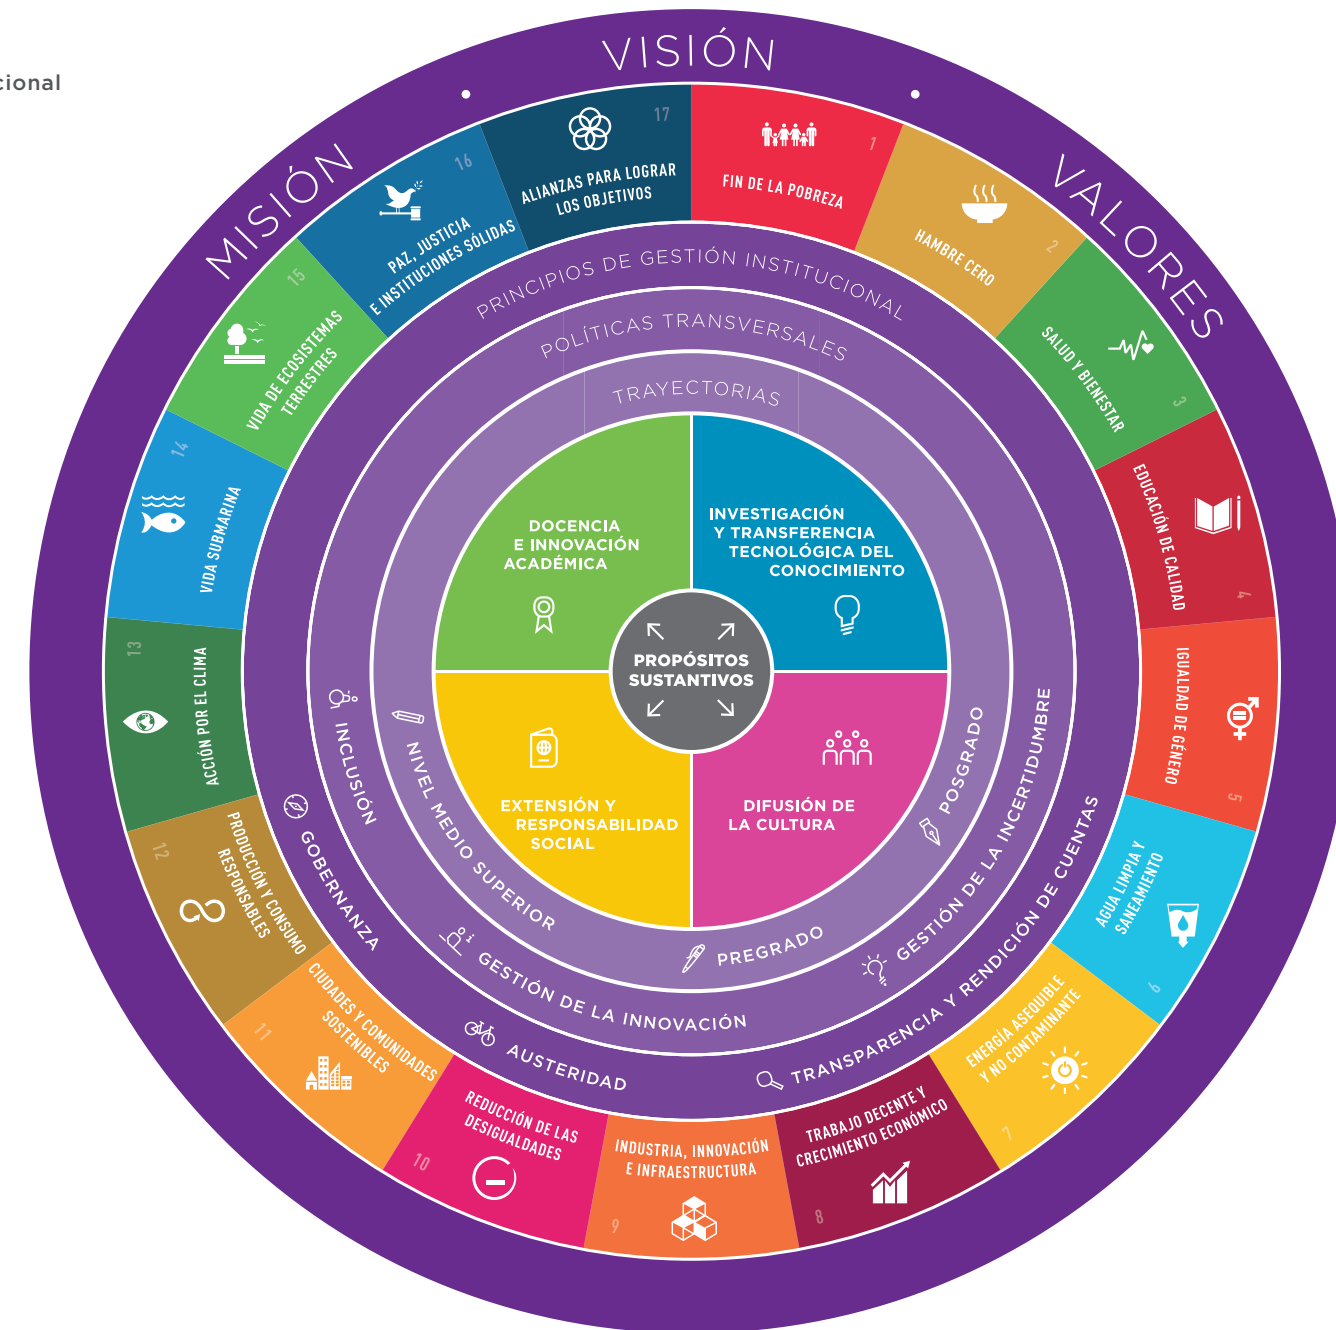 cional
VISIÓN
MISIÓN
VALORES
1
FIN DE LA POBREZA
2
HAMBRE CERO
3
SALUD Y BIENESTAR
4
EDUCACIÓN DE CALIDAD
5
IGUALDAD DE GÉNERO
6
AGUA LIMPIA Y
SANEAMIENTO
7
ENERGÍA ASEQUIBLE
Y NO CONTAMINANTE
8
TRABAJO DECENTE Y
CRECIMIENTO ECONÓMICO
9
INDUSTRIA, INNOVACIÓN
E INFRAESTRUCTURA
10
REDUCCIÓN DE LAS
DESIGUALDADES
11
CIUDADES Y COMUNIDADES
SOSTENIBLES
12
PRODUCCIÓN Y CONSUMO
RESPONSABLES
13
ACCIÓN POR EL CLIMA
14
VIDA SUBMARINA
15
VIDA DE ECOSISTEMAS
TERRESTRES
16
PAZ, JUSTICIA
E INSTITUCIONES SÓLIDAS
17
ALIANZAS PARA LOGRAR
LOS OBJETIVOS
PRINCIPIOS DE GESTIÓN INSTITUCIONAL
GOBERNANZA
AUSTERIDAD
TRANSPARENCIA Y RENDICIÓN DE CUENTAS
POLÍTICAS TRANSVERSALES
INCLUSIÓN
GESTIÓN DE LA INNOVACIÓN
GESTIÓN DE LA INCERTIDUMBRE
TRAYECTORIAS
NIVEL MEDIO SUPERIOR
PREGRADO
POSGRADO
DOCENCIA
E INNOVACIÓN
ACADÉMICA
INVESTIGACIÓN
Y TRANSFERENCIA
TECNOLÓGICA DEL
CONOCIMIENTO
PROPÓSITOS
SUSTANTIVOS
EXTENSIÓN Y
RESPONSABILIDAD
SOCIAL
DIFUSIÓN DE
LA CULTURA